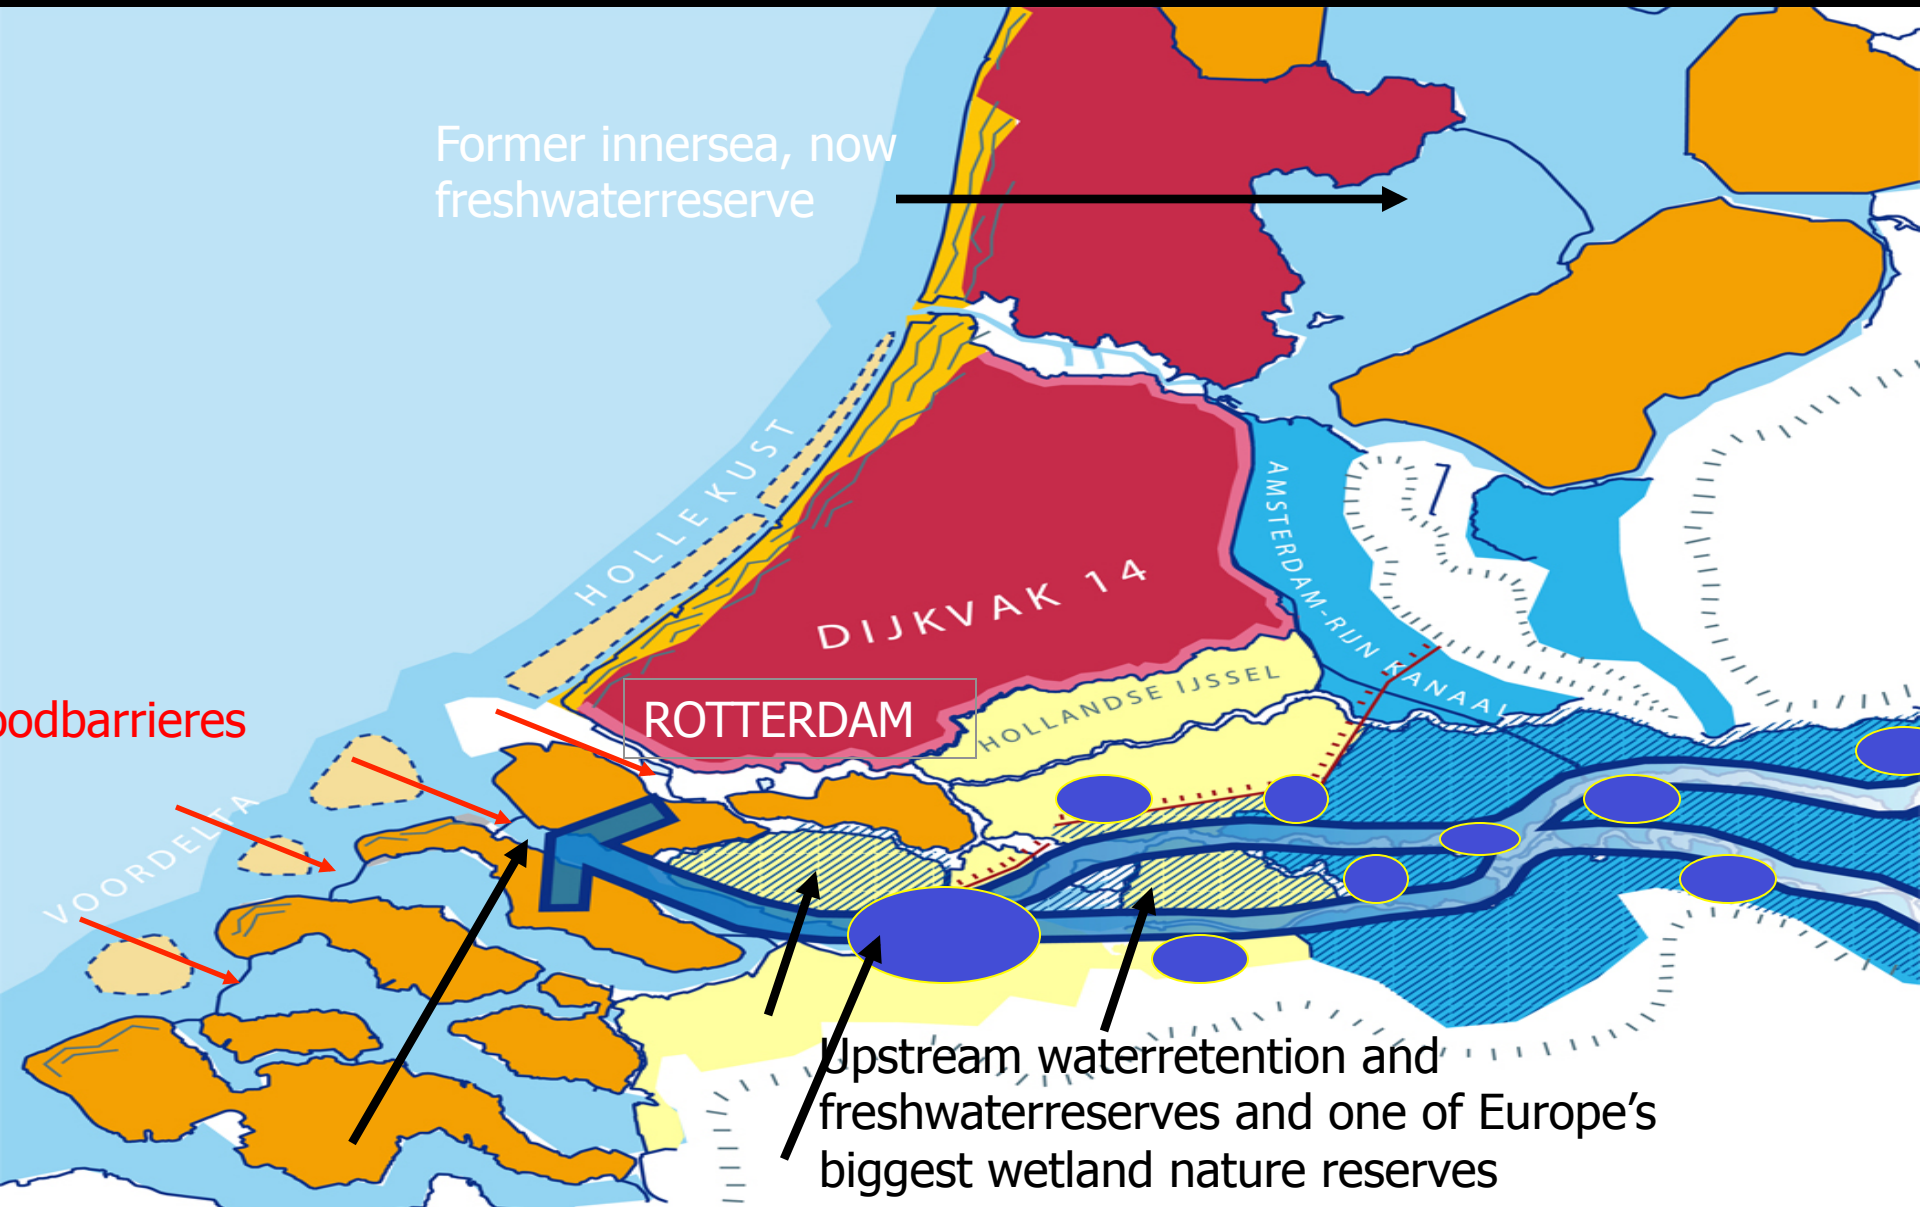 Former innersea, now
freshwaterreserve
HOLLE KUST
AMSTERDAM-RIJN KANAAL
DIJKVAK 14
HOLLANDSE IJSSEL
ROTTERDAM
oodbarrieres
VOORDELTA
Upstream waterretention and
freshwaterreserves and one of Europe’s
biggest wetland nature reserves